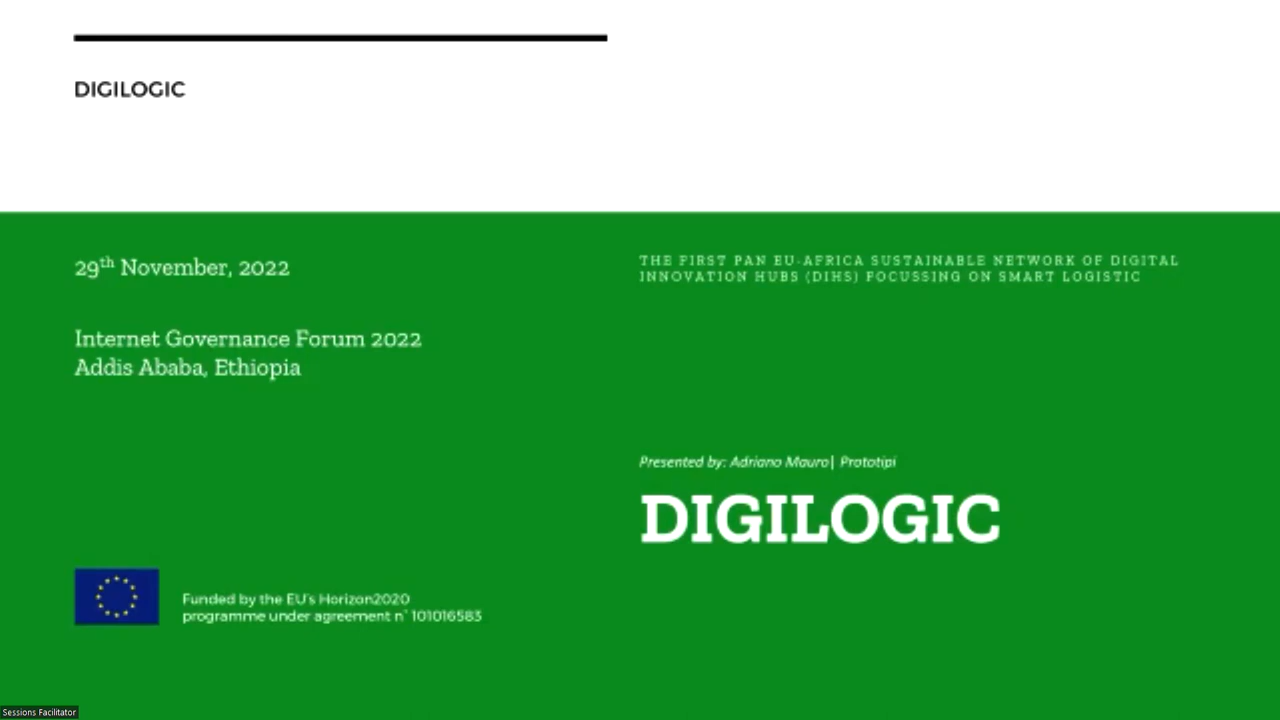 DIGILOGIC
29th November, 2022
Internet Governance Forum 2022
Addis Ababa, Ethiopia
THE FIRST PAN EU-AFRICA SUSTAINABLE NETWORK OF DIGITAL
INNOVATION HUBS (DIHS) FOCUSSING ON SMART LOGISTIC
Presented by: Adriano Mauro| Prototipi
DIGILOGIC
Funded by the EU's Horizon2020
programme under agreement n° 101016583
Sessions Facilitator